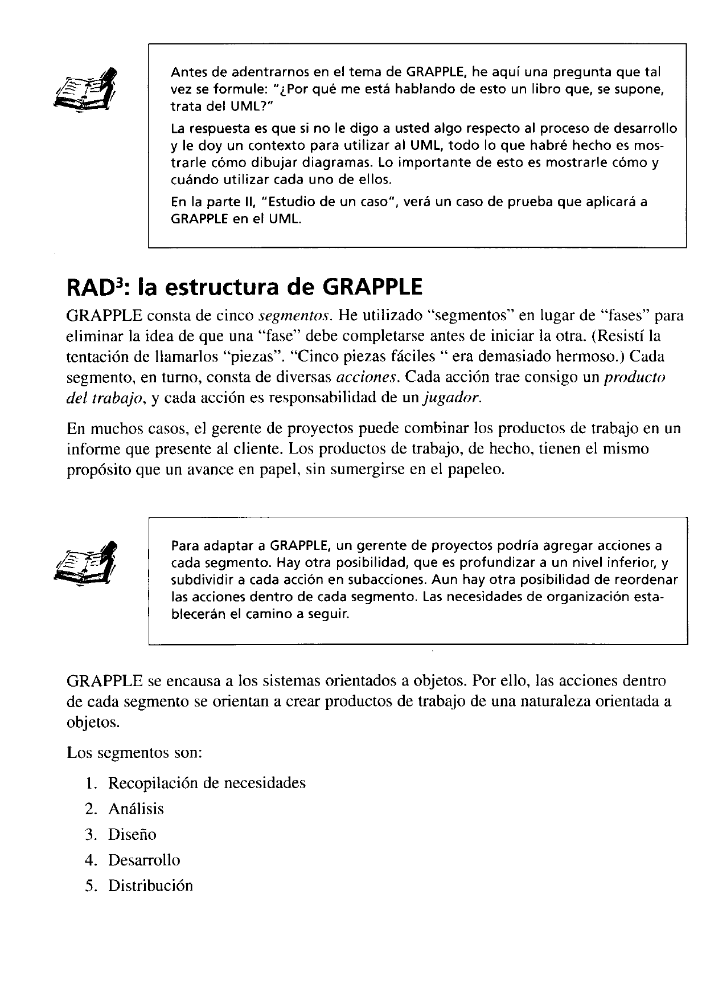 Antes de adentrarnos en el tema de GRAPPLE, he aquí una pregunta que tal
vez se formule: "¿Por qué me está hablando de esto un libro que, se supone,
trata del UML?"
La respuesta es que si no le digo a usted algo respecto al proceso de desarrollo
y le doy un contexto para utilizar al UML, todo lo que habré hecho es mos-
trarle cómo dibujar diagramas. Lo importante de esto es mostrarle cómo y
cuándo utilizar cada uno de ellos.
En la parte II, "Estudio de un caso", verá un caso de prueba que aplicará a
GRAPPLE en el UML.
RAD³: la estructura de GRAPPLE
GRAPPLE consta de cinco segmentos. He utilizado “segmentos” en lugar de “fases” para
eliminar la idea de que una “fase” debe completarse antes de iniciar la otra. (Resistí la
tentación de llamarlos “piezas”. “Cinco piezas fáciles “ era demasiado hermoso.) Cada
segmento, en turno, consta de diversas acciones. Cada acción trae consigo un producto
del trabajo, y cada acción es responsabilidad de un jugador.
En muchos casos, el gerente de proyectos puede combinar los productos de trabajo en un
informe que presente al cliente. Los productos de trabajo, de hecho, tienen el mismo
propósito que un avance en papel, sin sumergirse en el papeleo.
Para adaptar a GRAPPLE, un gerente de proyectos podría agregar acciones a
cada segmento. Hay otra posibilidad, que es profundizar a un nivel inferior, y
subdividir a cada acción en subacciones. Aun hay otra posibilidad de reordenar
las acciones dentro de cada segmento. Las necesidades de organización esta-
blecerán el camino a seguir.
GRAPPLE se encausa a los sistemas orientados a objetos. Por ello, las acciones dentro
de cada segmento se orientan a crear productos de trabajo de una naturaleza orientada a
objetos.
Los segmentos son:
1. Recopilación de necesidades
2. Análisis
3. Diseño
4. Desarrollo
5. Distribución